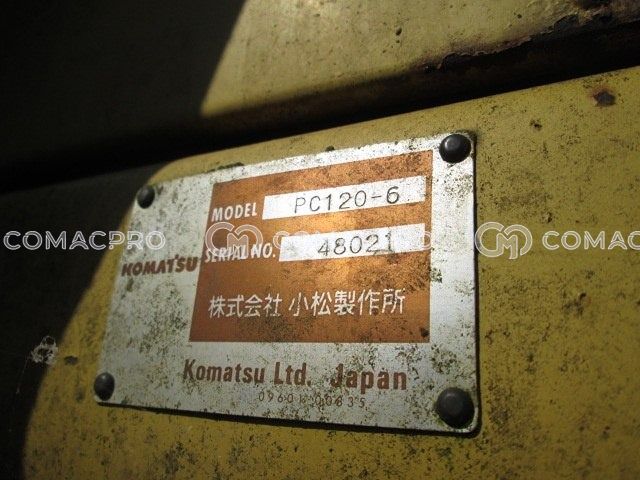 MODEL PC120-6
SERIAL NO. 48021
KOMATSU
株式会社 小松製作所
Komatsu Ltd. Japan
COMACPRO
COMACPRO
COMAC